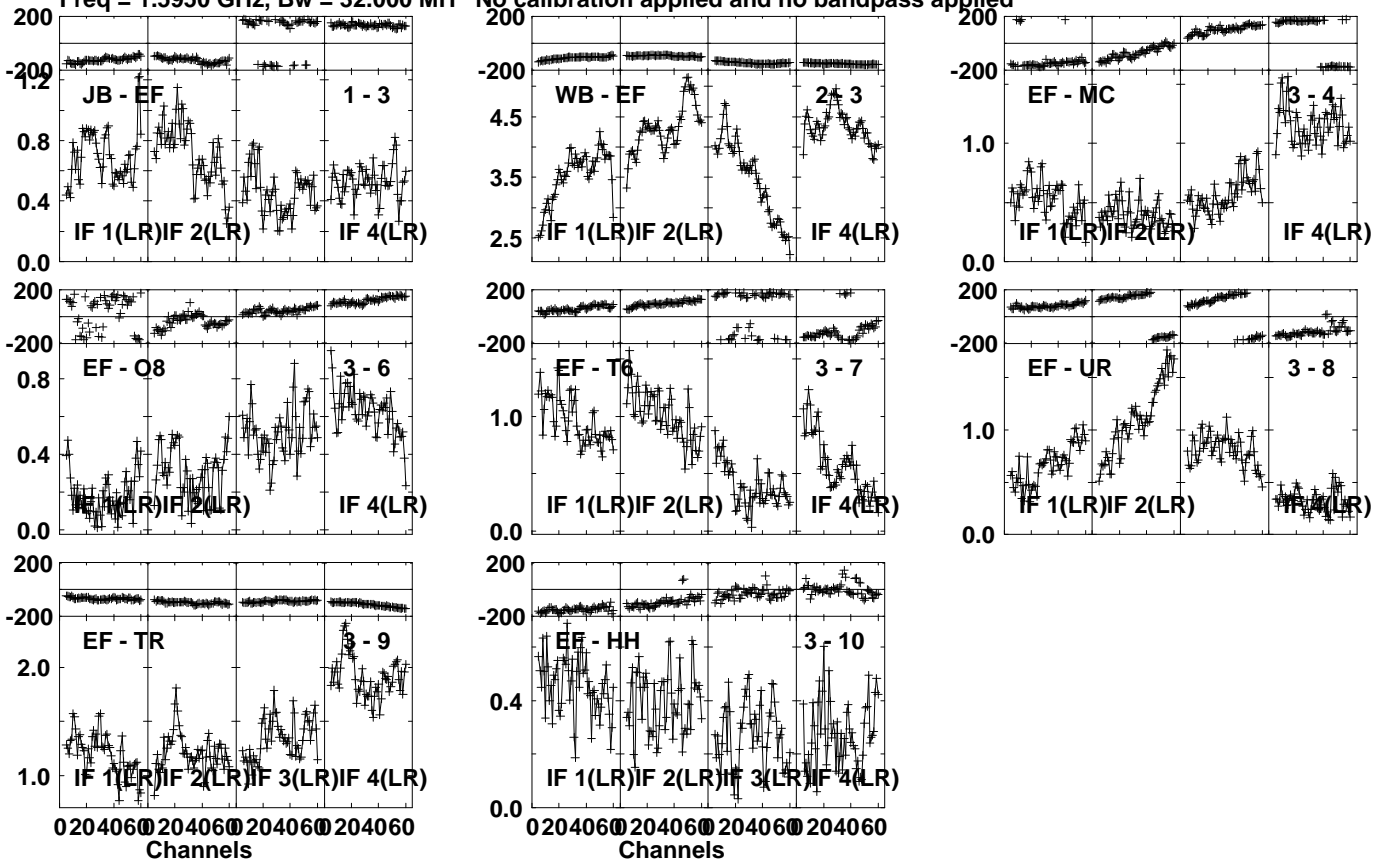 Freq = 1.5950 GHz, Bw = 32.000 MH No calibration applied and no bandpass applied
200
-200
JB - EF 1 - 3
1.2
0.8
0.4
0.0
IF 1(LR) IF 2(LR) IF 4(LR)
200
-200
WB - EF 2 - 3
4.5
3.5
2.5
IF 1(LR) IF 2(LR) IF 4(LR)
200
-200
EF - MC 3 - 4
1.0
0.0
IF 1(LR) IF 2(LR) IF 4(LR)
200
-200
EF - O8 3 - 6
0.8
0.4
0.0
IF 1(LR) IF 2(LR) IF 4(LR)
200
-200
EF - T6 3 - 7
1.0
0.0
IF 1(LR) IF 2(LR) IF 4(LR)
200
-200
EF - UR 3 - 8
1.0
0.0
IF 1(LR) IF 2(LR) IF 4(LR)
200
-200
EF - TR 3 - 9
2.0
1.0
IF 1(LR) IF 2(LR) IF 3(LR) IF 4(LR)
0 20 40 60 0 20 40 60 0 20 40 60 0 20 40 60
Channels
200
-200
EF - HH 3 - 10
0.4
0.0
IF 1(LR) IF 2(LR) IF 3(LR) IF 4(LR)
0 20 40 60 0 20 40 60 0 20 40 60 0 20 40 60
Channels